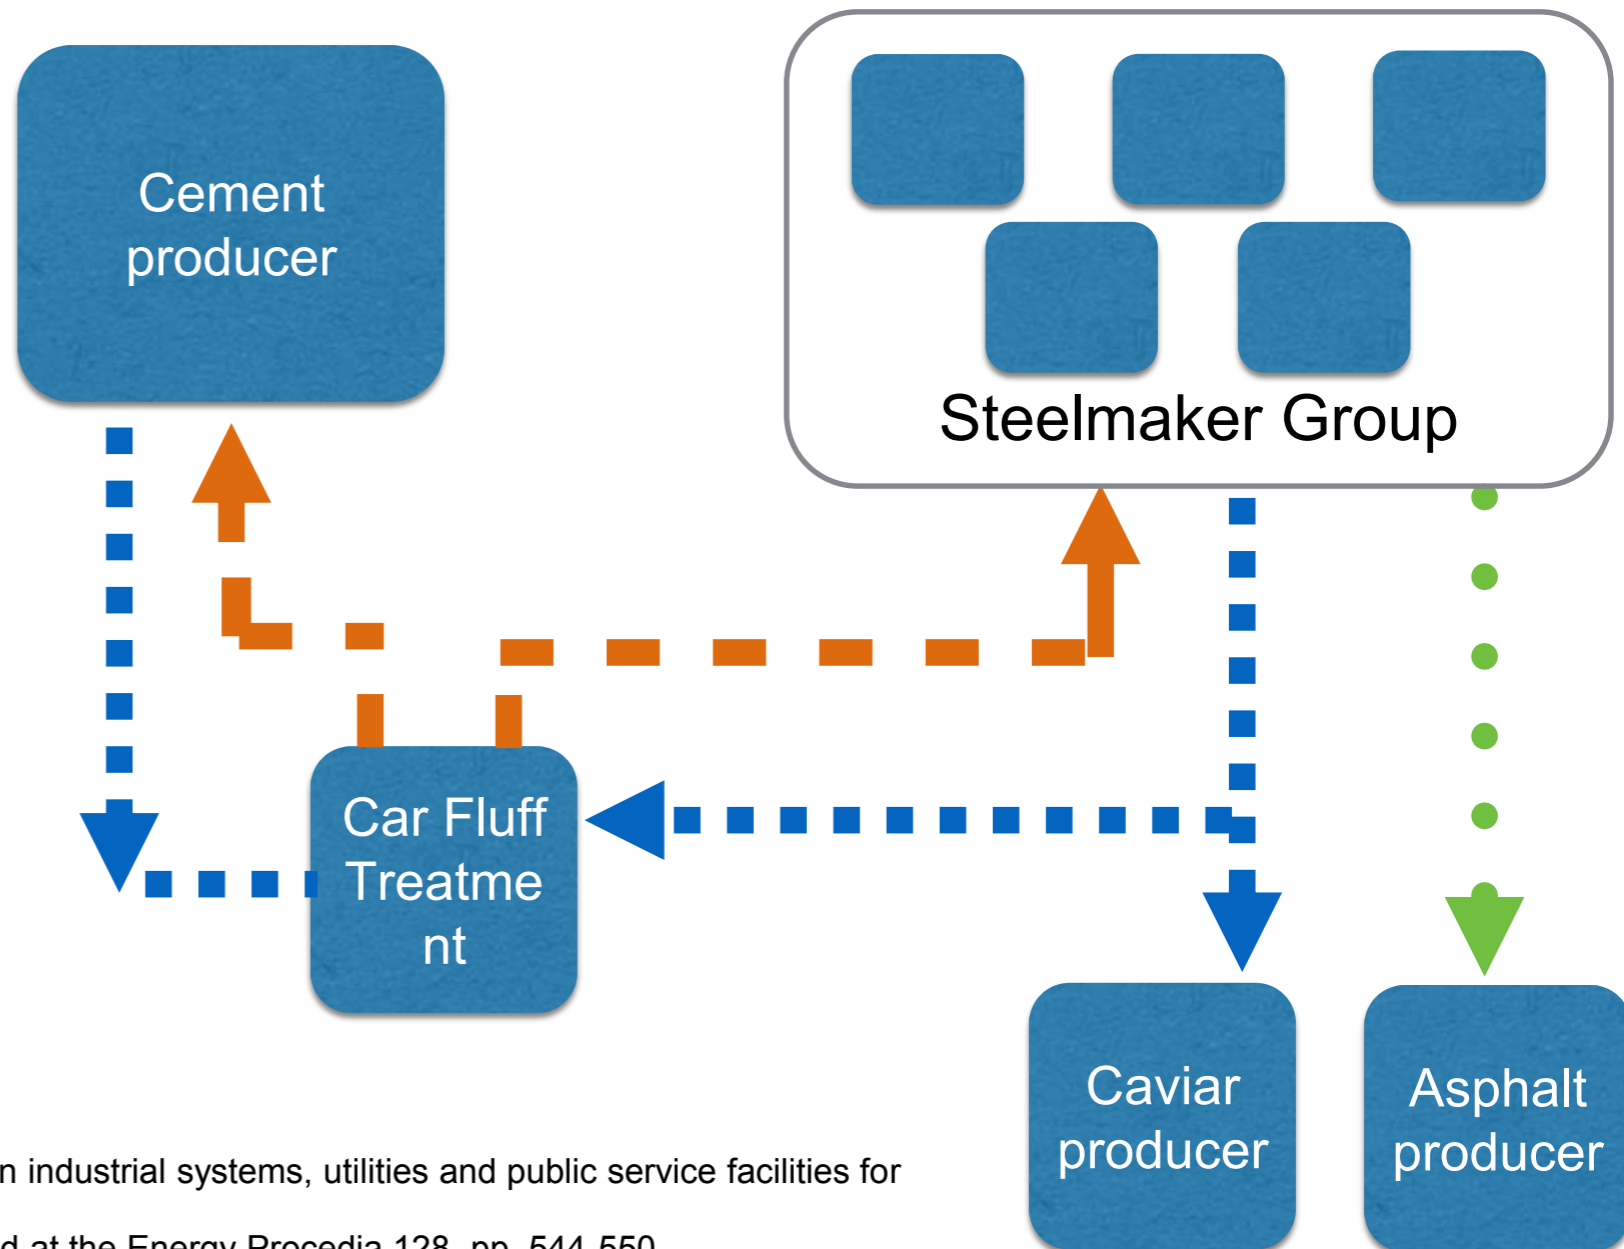 Cement
producer
Steelmaker Group
Car Fluff
Treatme
nt
Caviar
producer
Asphalt
producer
n industrial systems, utilities and public service facilities for
d at the Energy Procedia 128, pp. 544-550